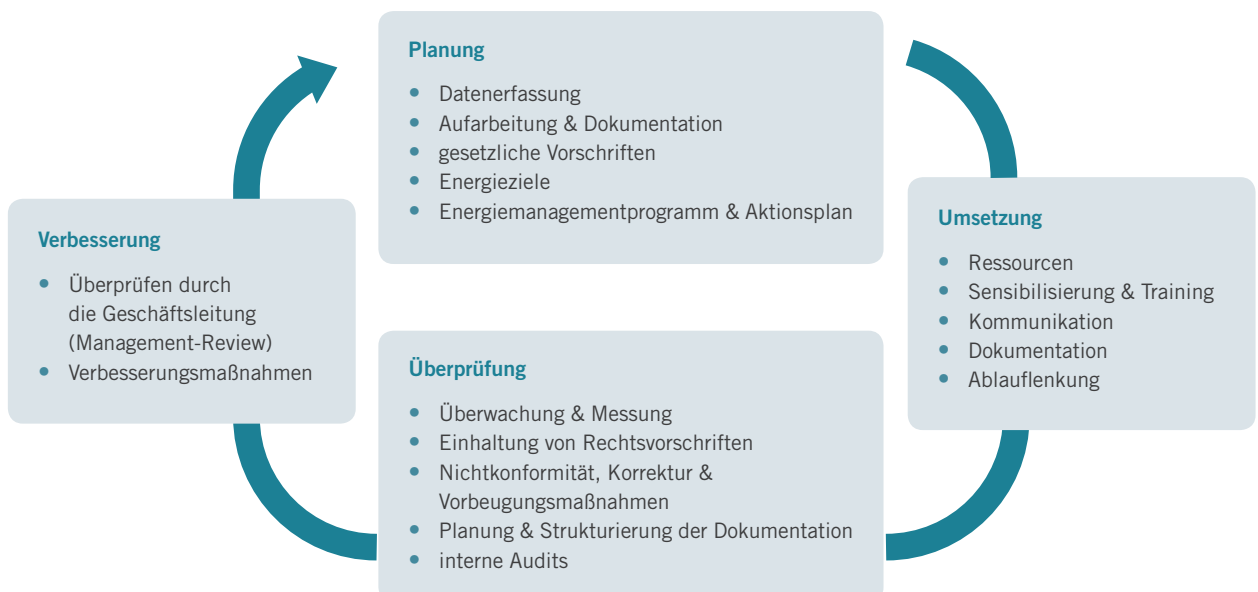 Planung
• Datenerfassung
• Aufarbeitung & Dokumentation
• gesetzliche Vorschriften
• Energieziele
• Energiemanagementprogramm & Aktionsplan
Umsetzung
• Ressourcen
• Sensibilisierung & Training
• Kommunikation
• Dokumentation
• Ablauflenkung
Überprüfung
• Überwachung & Messung
• Einhaltung von Rechtsvorschriften
• Nichtkonformität, Korrektur &
Vorbeugungsmaßnahmen
• Planung & Strukturierung der Dokumentation
• interne Audits
Verbesserung
• Überprüfen durch
die Geschäftsleitung
(Management-Review)
• Verbesserungsmaßnahmen